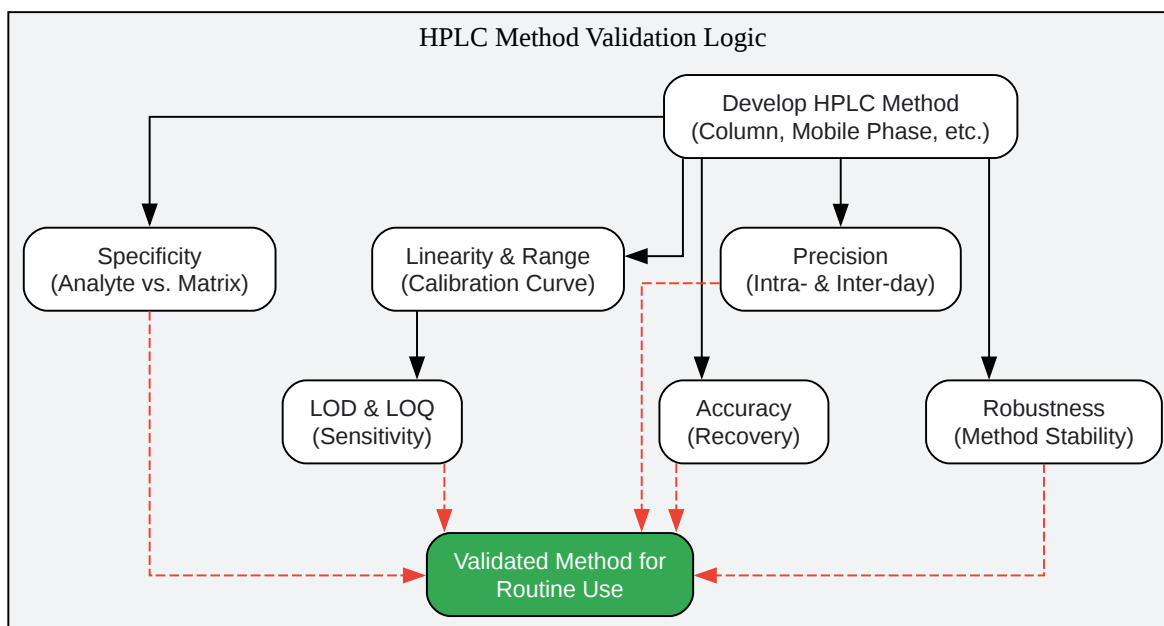 HPLC Method Validation Logic
Develop HPLC Method
(Column, Mobile Phase, etc.)
Specificity
(Analyte vs. Matrix)
Linearity & Range
(Calibration Curve)
Precision
(Intra- & Inter-day)
LOD & LOQ
(Sensitivity)
Accuracy
(Recovery)
Robustness
(Method Stability)
Validated Method for
Routine Use